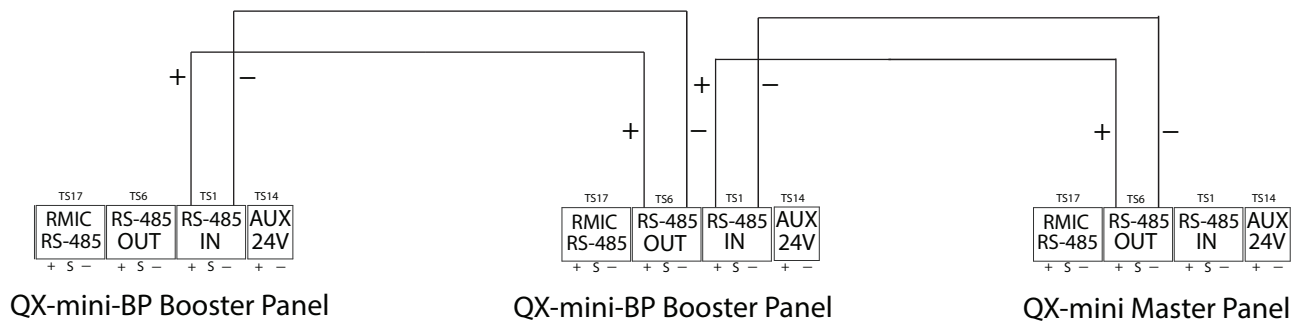 + −
+ −
+ −
+ −
TS17 TS6 TS1 TS14
RMIC RS-485 RS-485 AUX
RS-485 OUT IN 24V
+ S − + S − + S − + −
QX-mini-BP Booster Panel
TS17 TS6 TS1 TS14
RMIC RS-485 RS-485 AUX
RS-485 OUT IN 24V
+ S − + S − + S − + −
QX-mini-BP Booster Panel
TS17 TS6 TS1 TS14
RMIC RS-485 RS-485 AUX
RS-485 OUT IN 24V
+ S − + S − + S − + −
QX-mini Master Panel